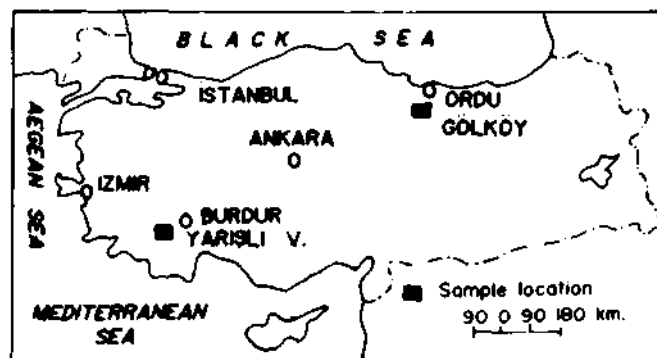 BLACK SEA
ISTANBUL
ORDU
GÖLKÖY
ANKARA
AEGEAN SEA
IZMIR
BURDUR
YARISLI V.
MEDITERRANEAN
SEA
Sample location
90 0 90 180 km.